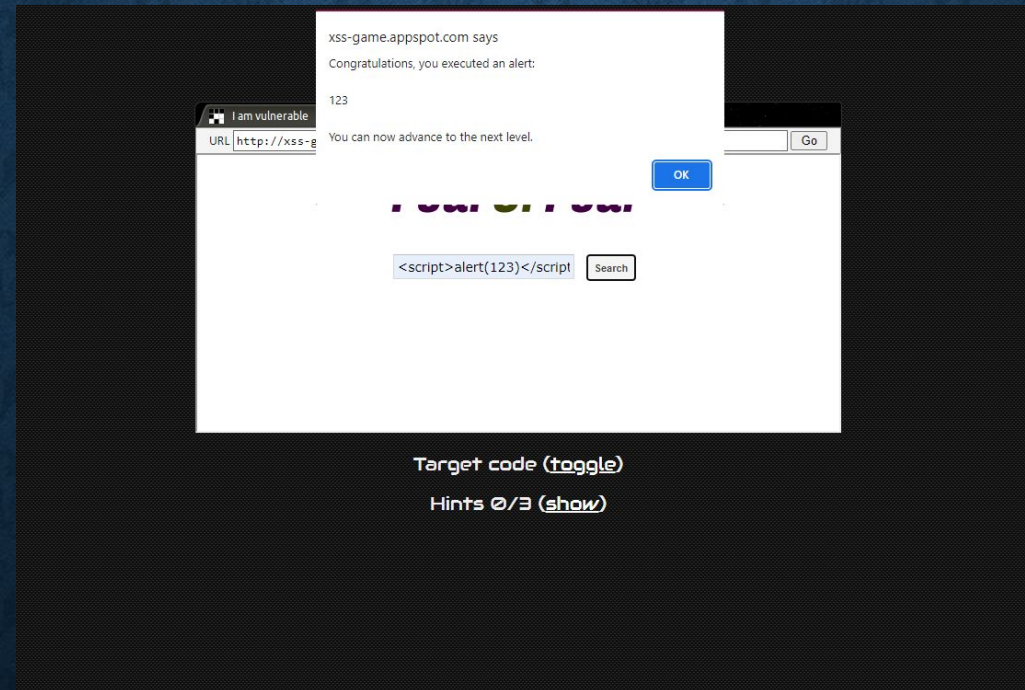 xss-game.appspot.com says
Congratulations, you executed an alert:
123
You can now advance to the next level.
OK
I am vulnerable
URL http://xss-g
Go
<script>alert(123)</script
Search
Target code (toggle)
Hints 0/3 (show)